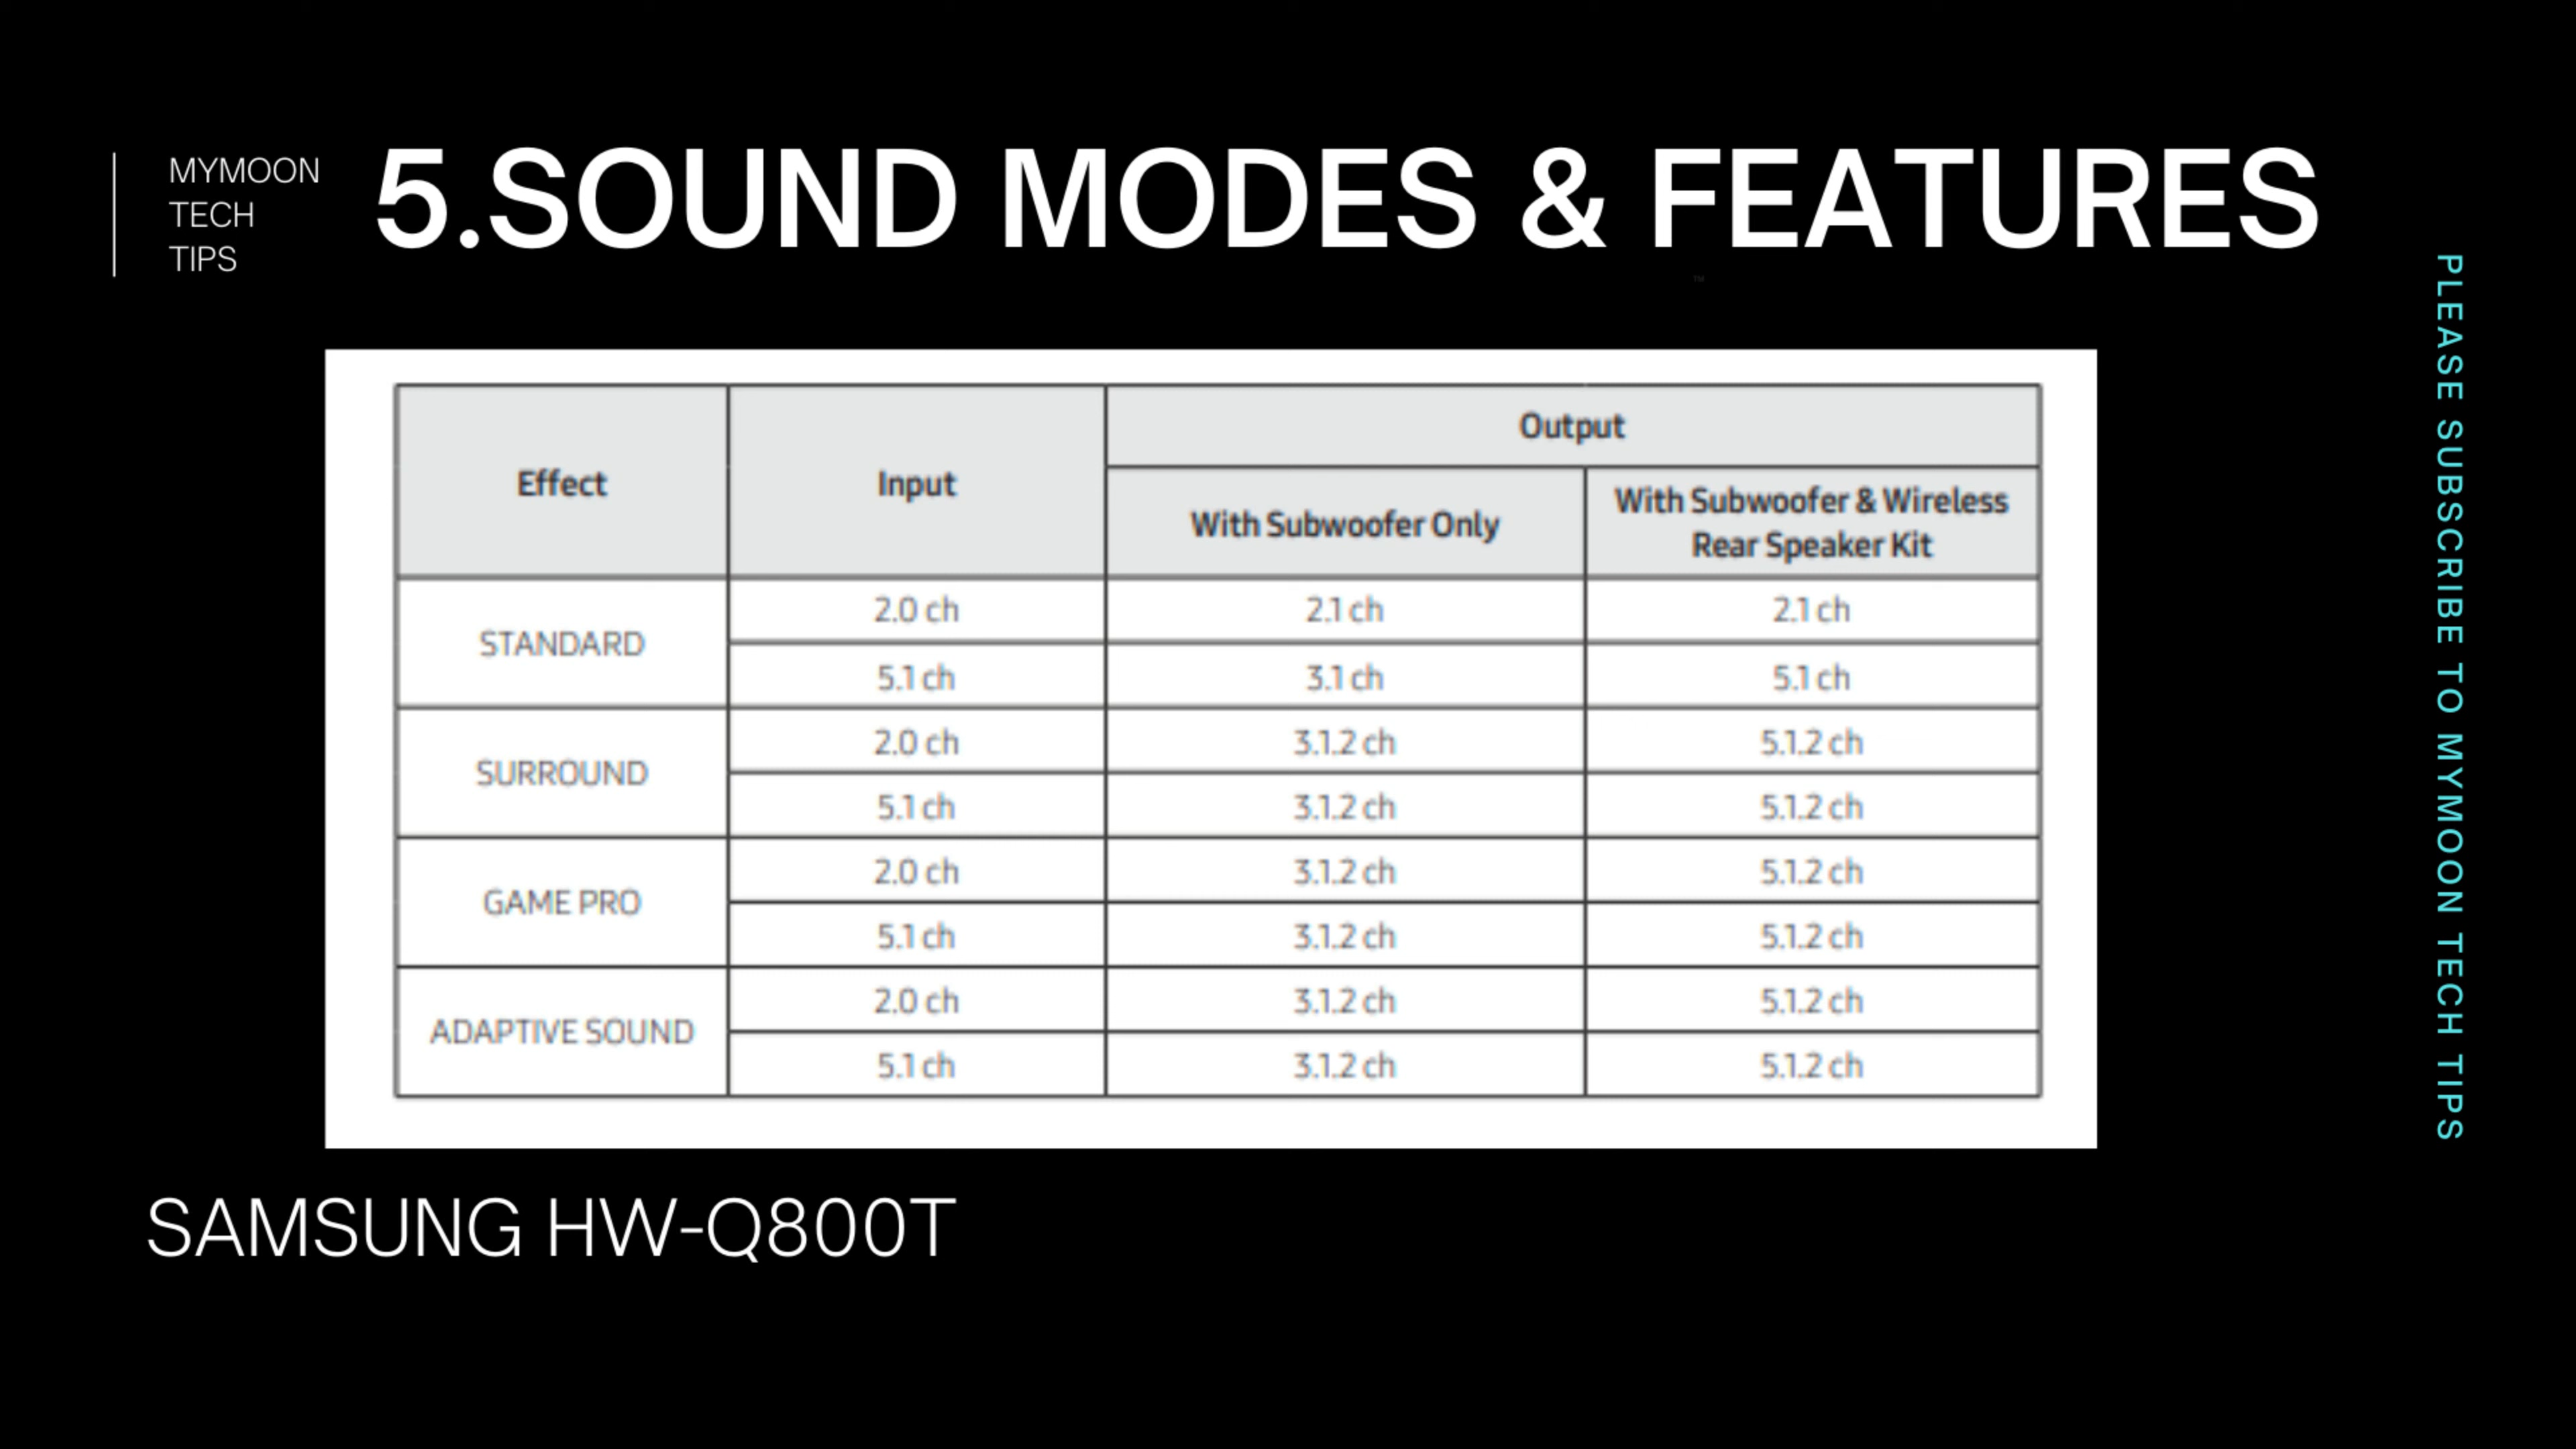 MYMOON
TECH
TIPS
5.SOUND MODES & FEATURES
™
Effect Input Output
With Subwoofer Only With Subwoofer & Wireless
Rear Speaker Kit
STANDARD
2.0 ch 2.1 ch 2.1 ch
5.1 ch 3.1 ch 5.1 ch
SURROUND
2.0 ch 3.1.2 ch 5.1.2 ch
5.1 ch 3.1.2 ch 5.1.2 ch
GAME PRO
2.0 ch 3.1.2 ch 5.1.2 ch
5.1 ch 3.1.2 ch 5.1.2 ch
ADAPTIVE SOUND
2.0 ch 3.1.2 ch 5.1.2 ch
5.1 ch 3.1.2 ch 5.1.2 ch
SAMSUNG HW-Q800T
PLEASE SUBSCRIBE TO MYMOON TECH TIPS